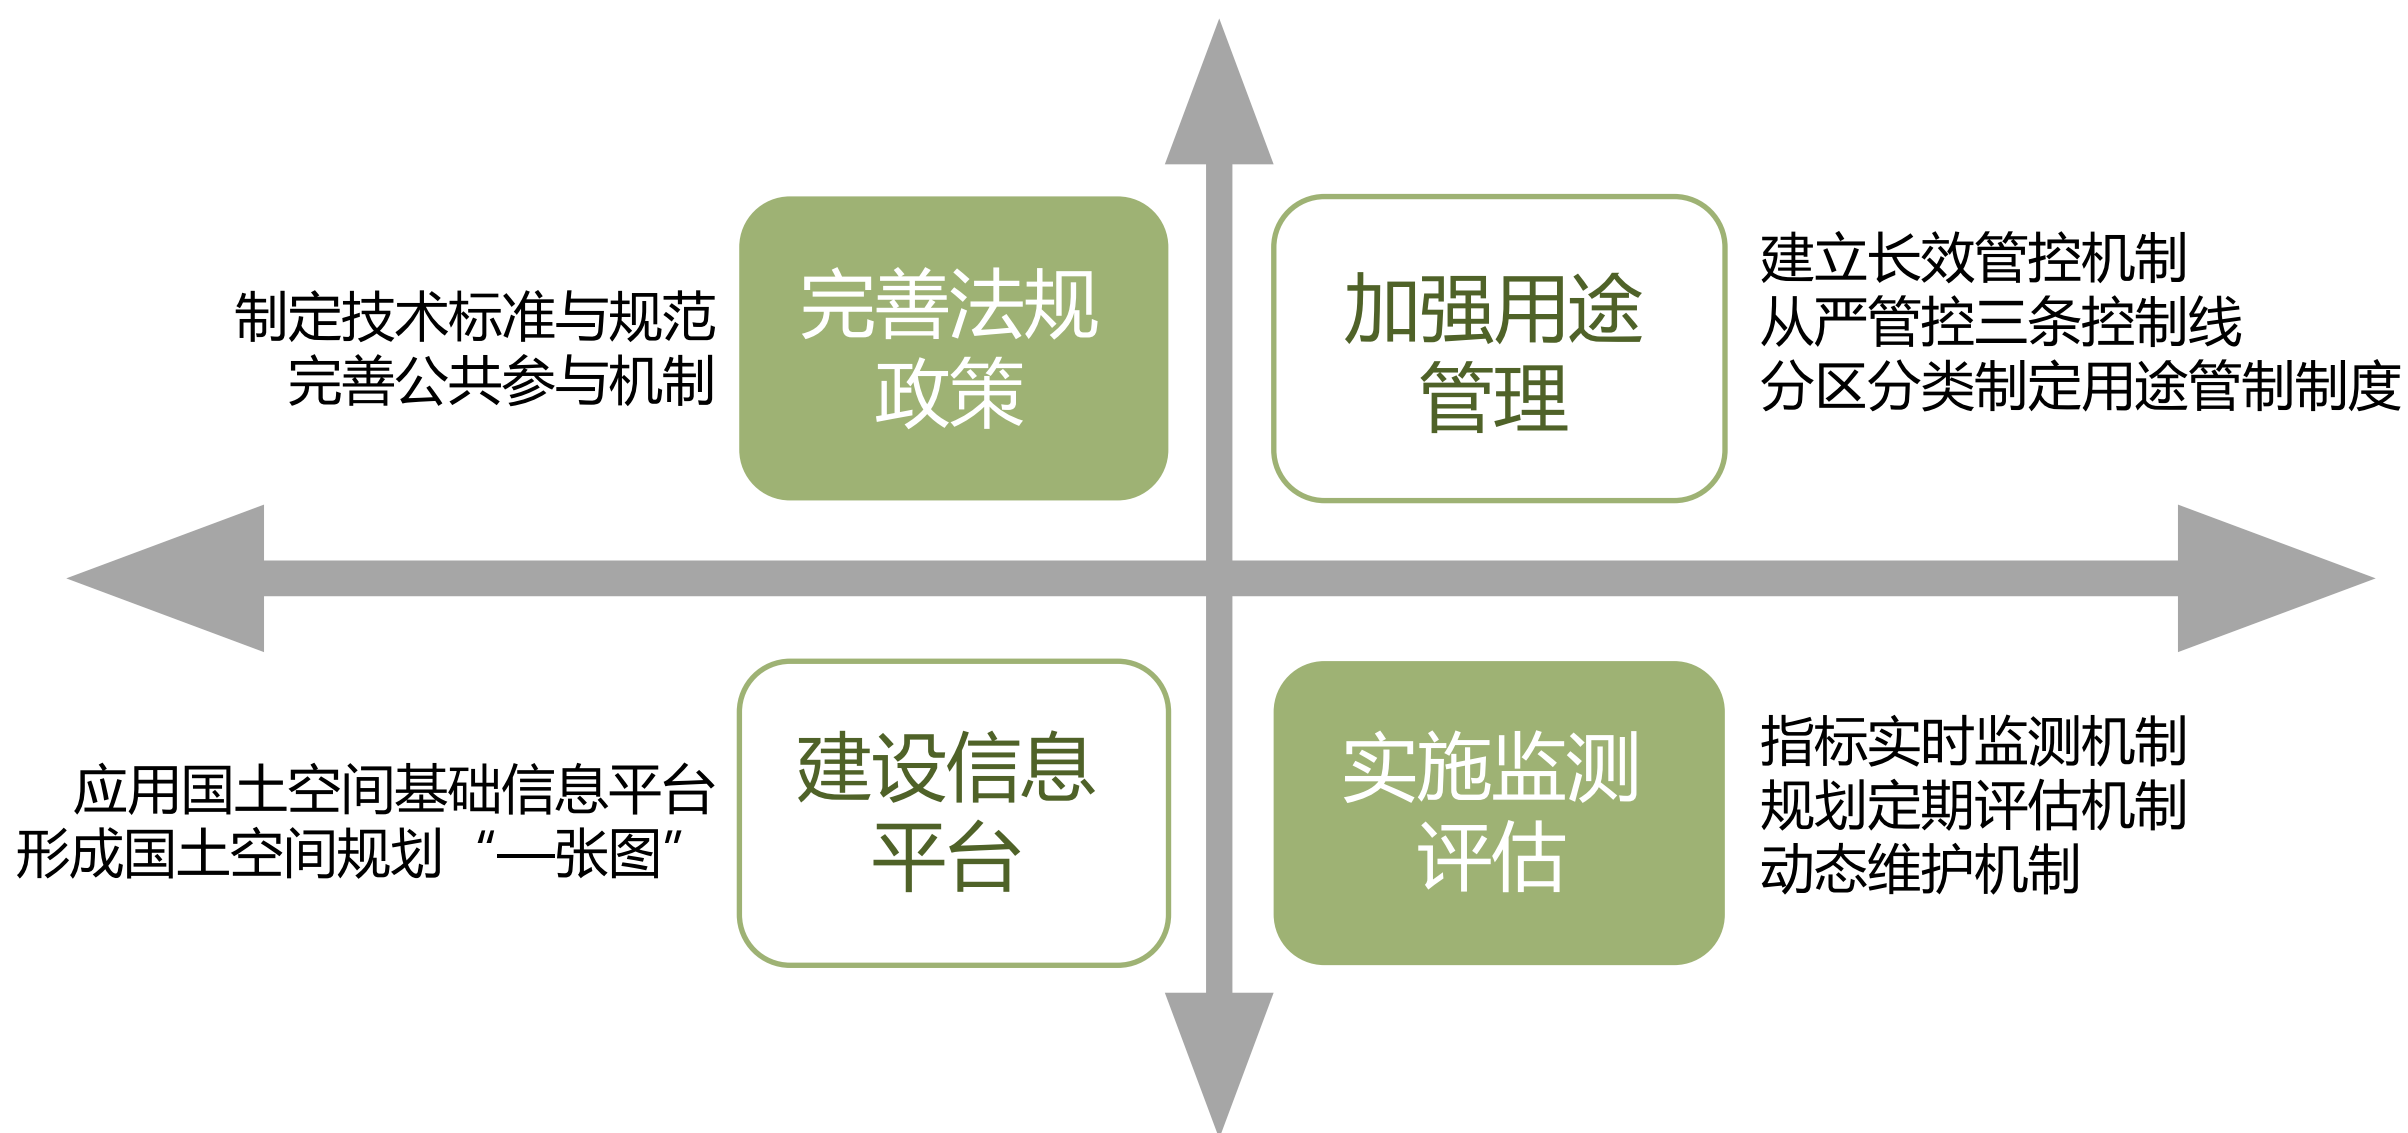 制定技术标准与规范
完善公共参与机制
完善法规
政策
加强用途
管理
建立长效管控机制
从严管控三条控制线
分区分类制定用途管制制度
应用国土空间基础信息平台
形成国土空间规划“一张图”
建设信息
平台
实施监测
评估
指标实时监测机制
规划定期评估机制
动态维护机制